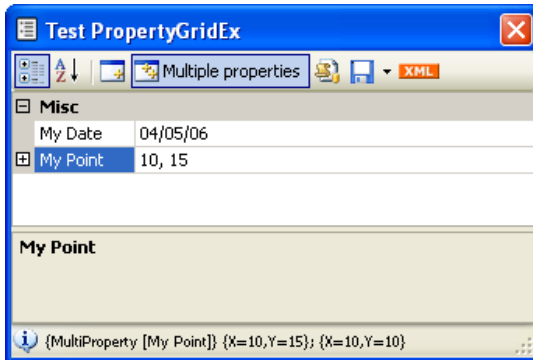 Test PropertyGridEx
A Z Multiple properties XML
Misc
My Date 04/05/06
My Point 10, 15
My Point
{MultiProperty [My Point]} {X=10,Y=15}; {X=10,Y=10}